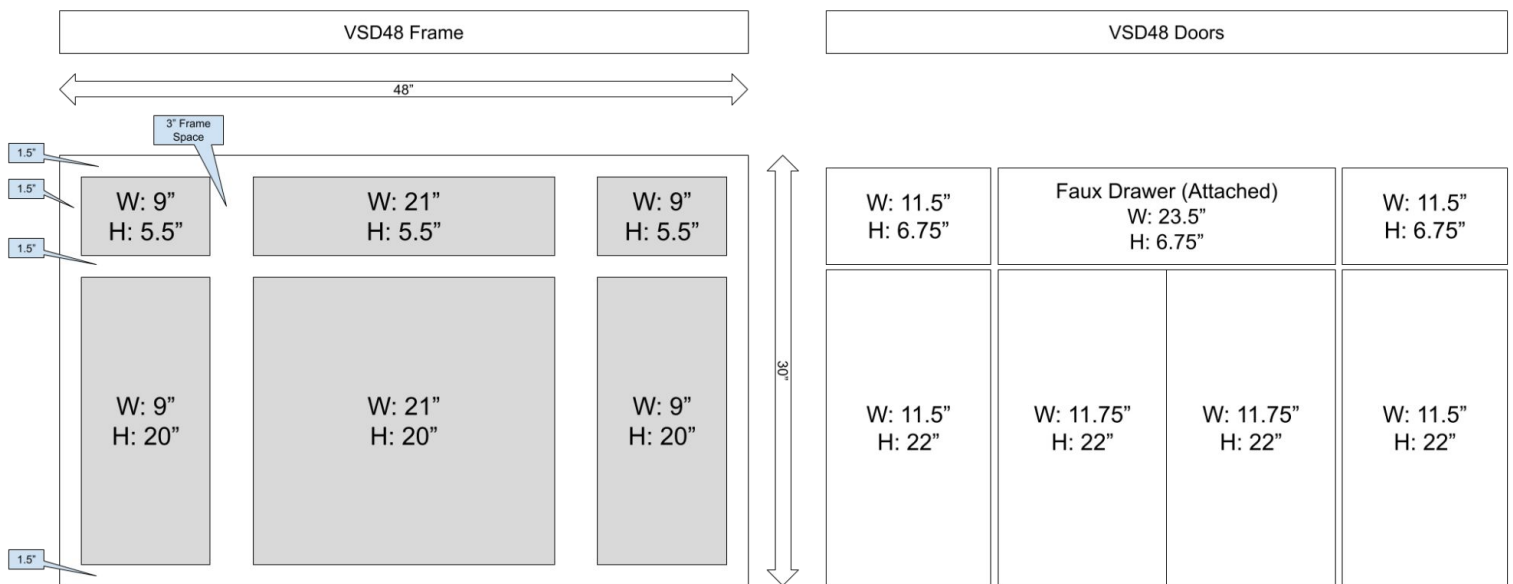 VSD48 Frame
VSD48 Doors
48”
3” Frame
Space
1.5”
1.5”
1.5”
W: 9”
H: 5.5”
W: 21”
H: 5.5”
W: 9”
H: 5.5”
W: 9”
H: 20”
W: 21”
H: 20”
W: 9”
H: 20”
1.5”
30”
W: 11.5”
H: 6.75”
Faux Drawer (Attached)
W: 23.5”
H: 6.75”
W: 11.5”
H: 6.75”
W: 11.5”
H: 22”
W: 11.75”
H: 22”
W: 11.75”
H: 22”
W: 11.5”
H: 22”